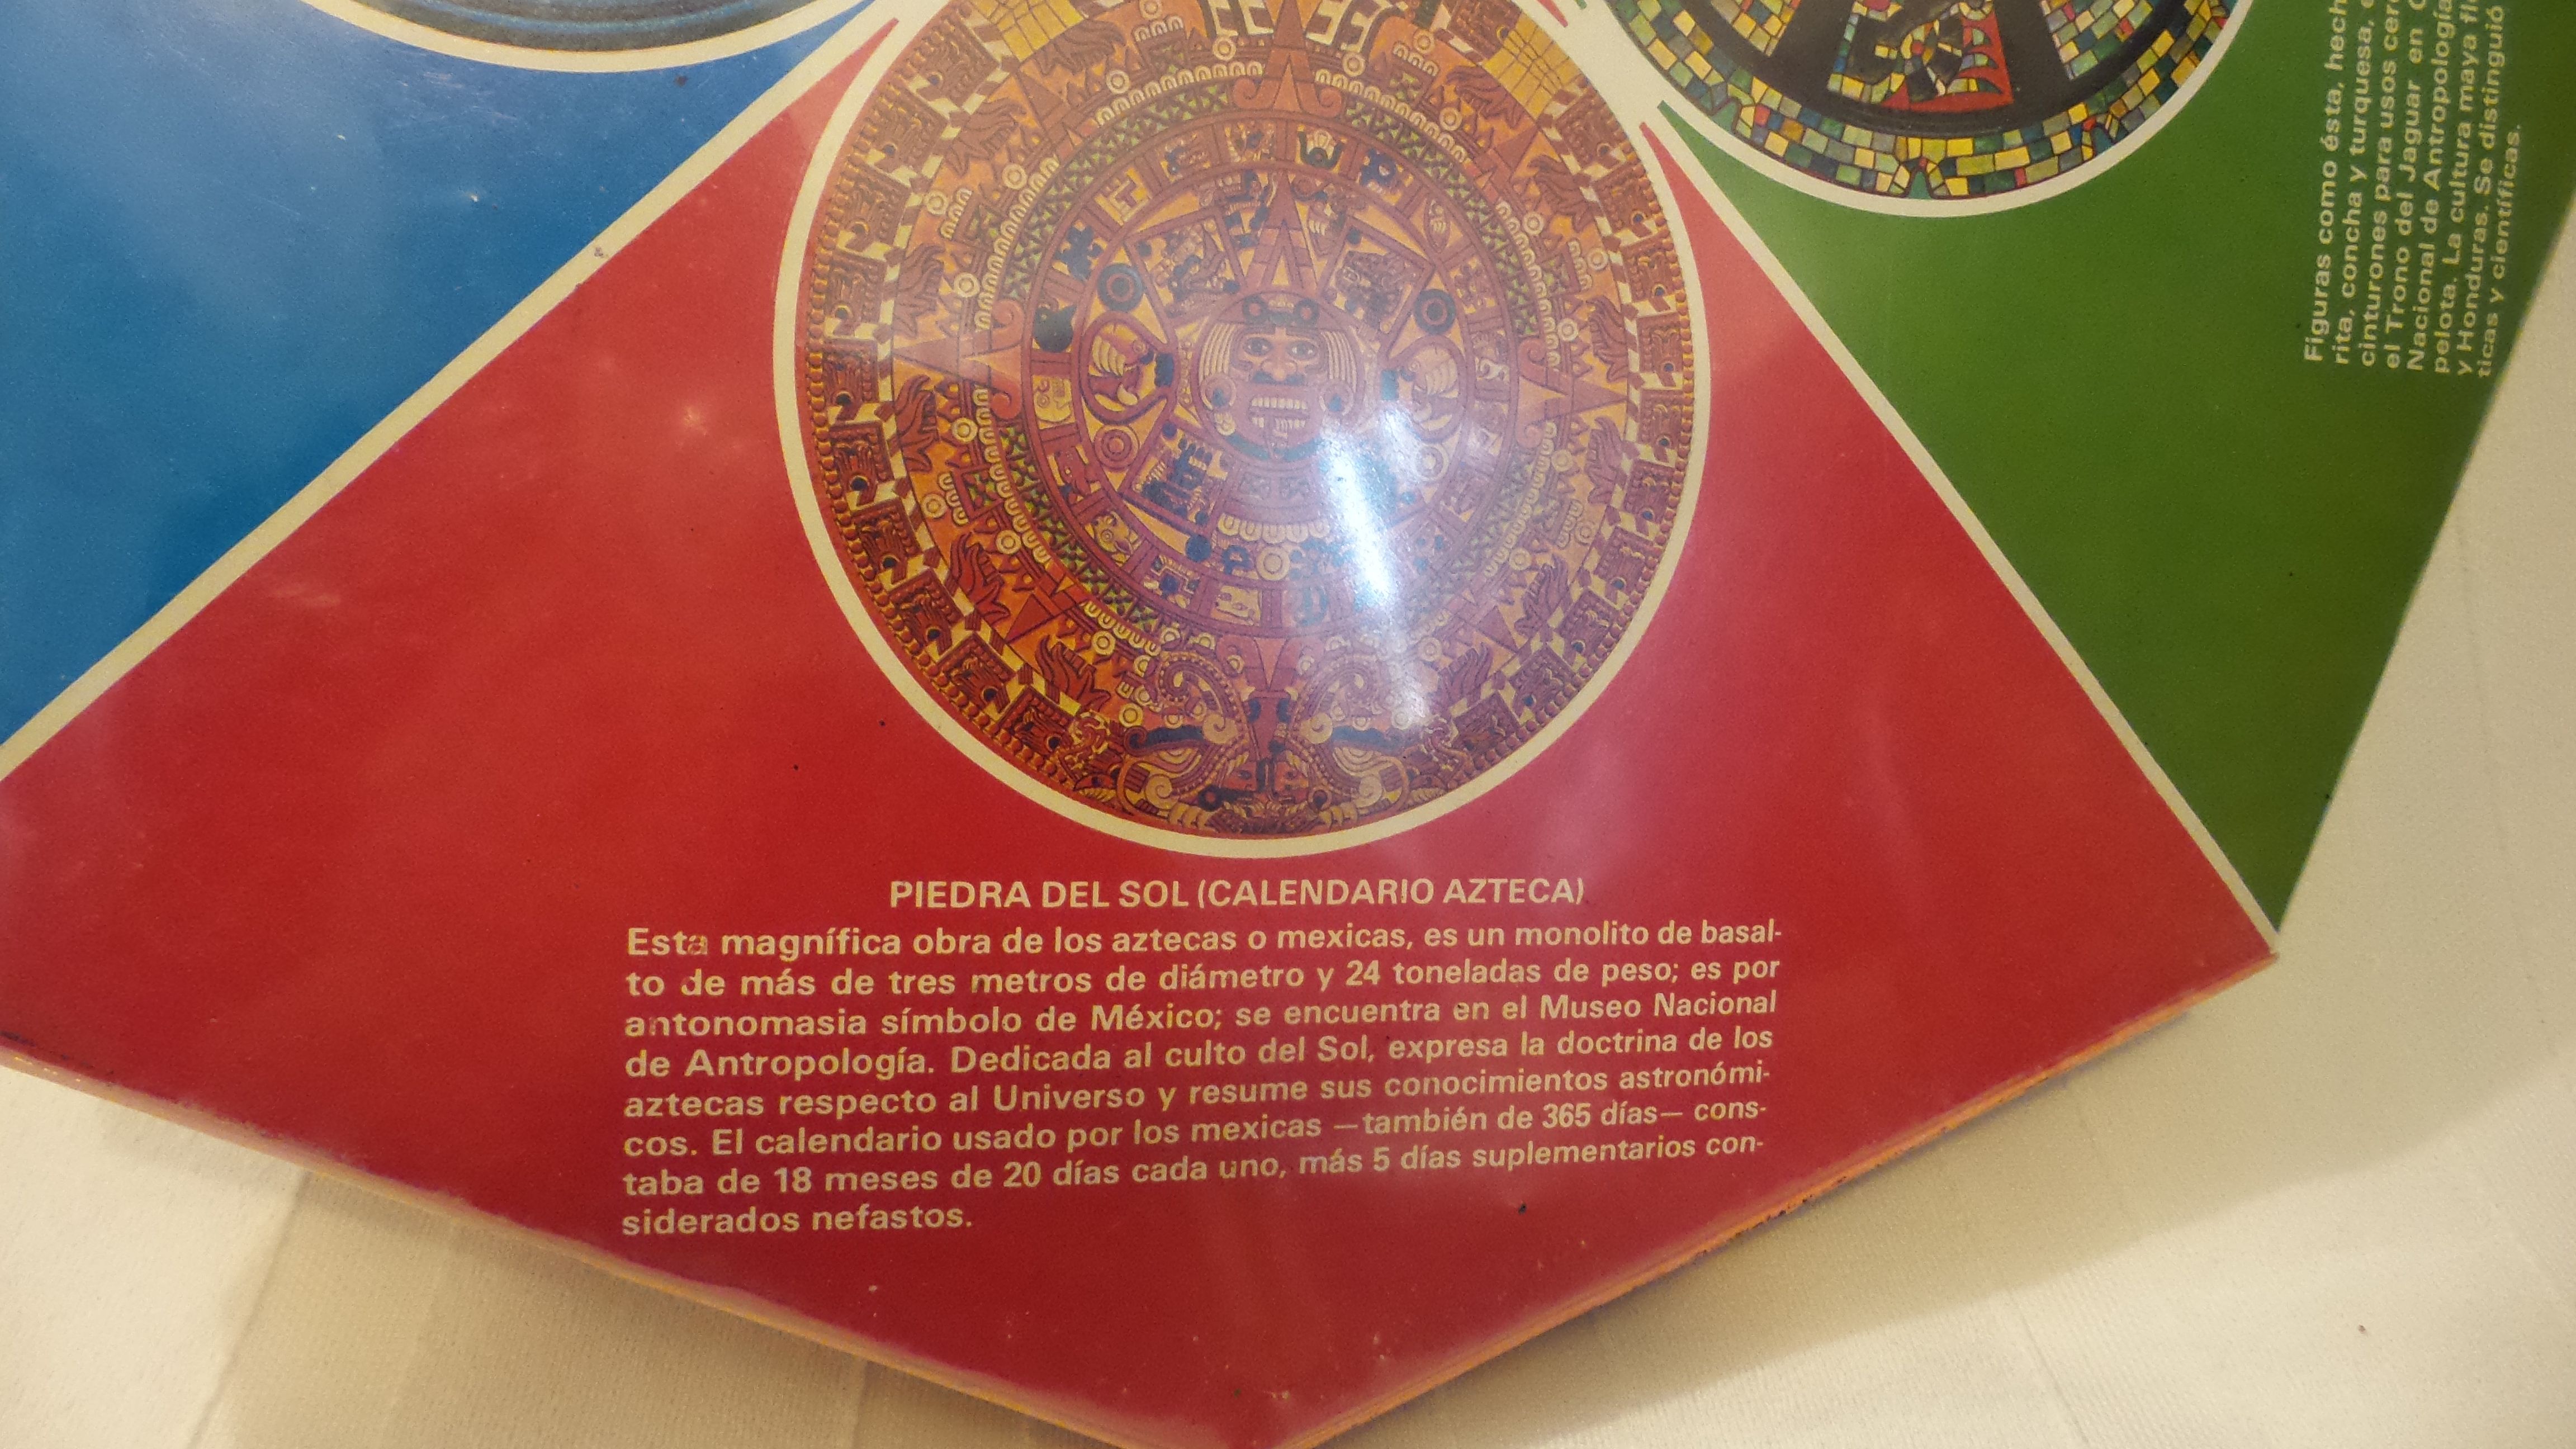 PIEDRA DEL SOL (CALENDARIO AZTECA)
Esta magnífica obra de los aztecas o mexicas, es un monolito de basal-
to de más de tres metros de diámetro y 24 toneladas de peso; es por
antonomasia símbolo de México; se encuentra en el Museo Nacional
de Antropología. Dedicada al culto del Sol, expresa la doctrina de los
aztecas respecto al Universo y resume sus conocimientos astronómi-
cos. El calendario usado por los mexicas —también de 365 días— cons-
taba de 18 meses de 20 días cada uno, más 5 días suplementarios con-
siderados nefastos.
Figuras como ésta,
rita, concha y turquesa,
cinturones para usos
el Trono del Jaguar en
Nacional de Antropología
pelota. La cultura maya
y Honduras. Se distinguió
ticas y científicas.